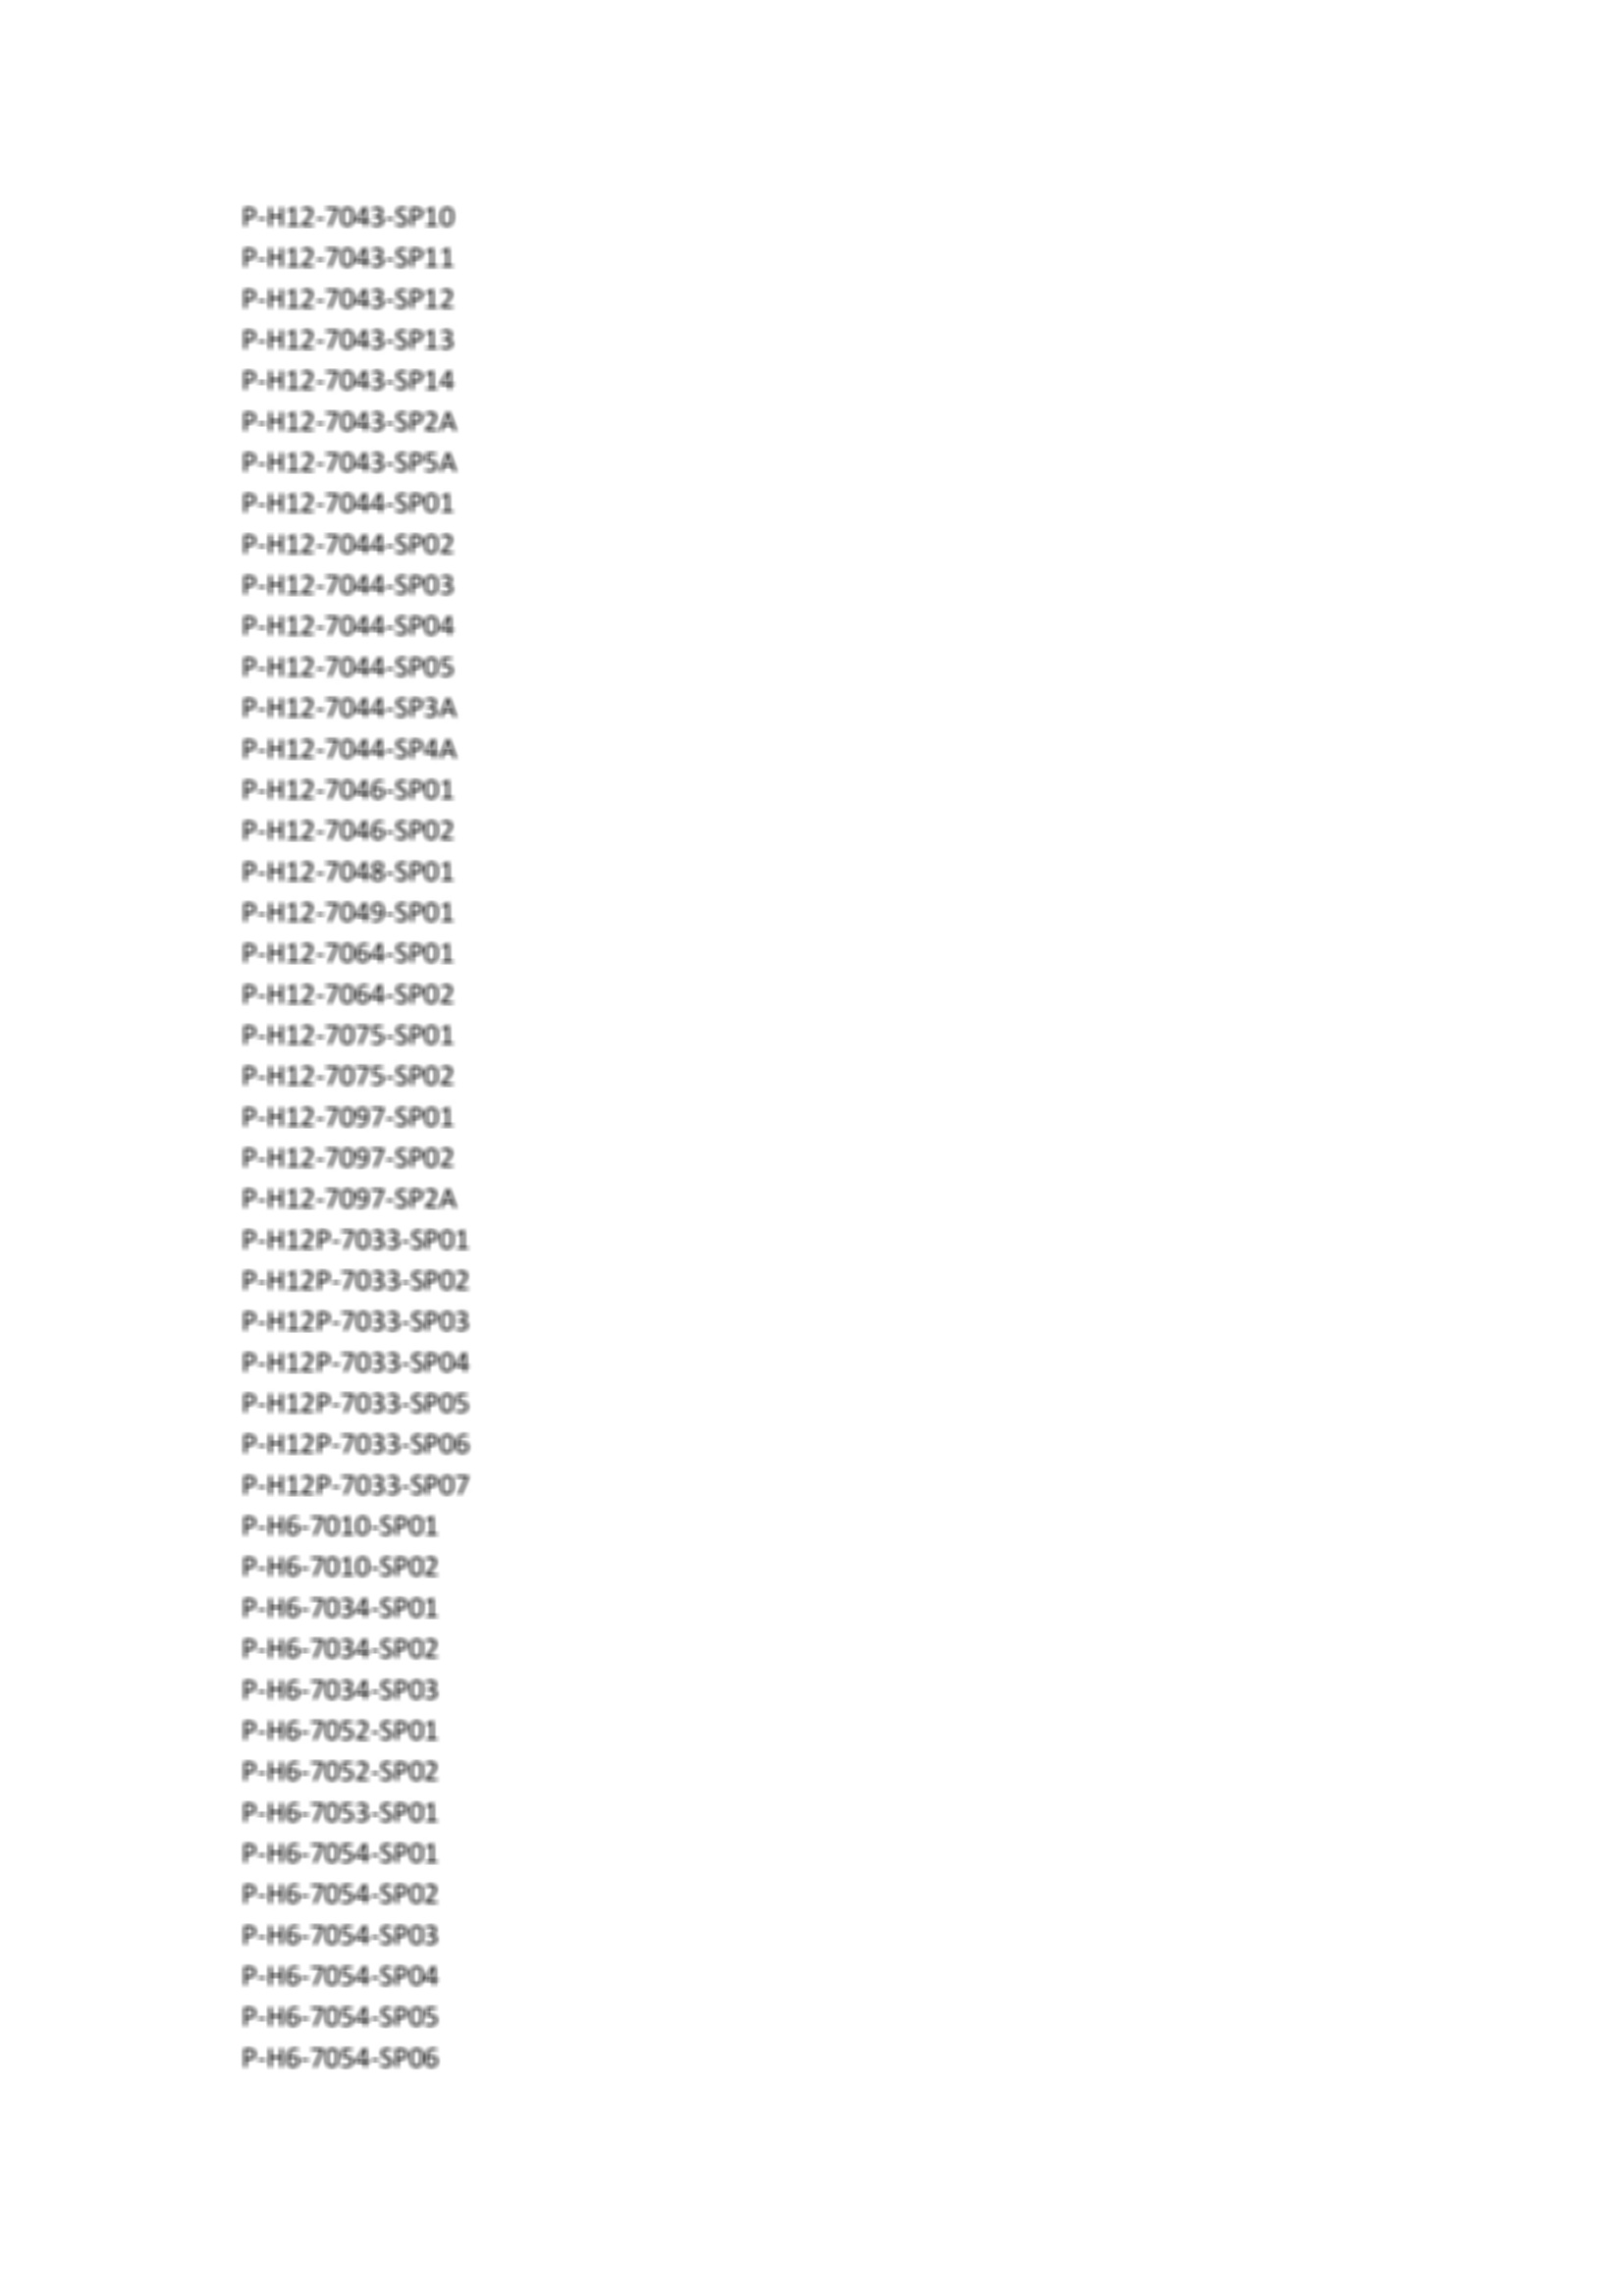 P-H12-7043-SP10
P-H12-7043-SP11
P-H12-7043-SP12
P-H12-7043-SP13
P-H12-7043-SP14
P-H12-7043-SP2A
P-H12-7043-SP5A
P-H12-7044-SP01
P-H12-7044-SP02
P-H12-7044-SP03
P-H12-7044-SP04
P-H12-7044-SP05
P-H12-7044-SP3A
P-H12-7044-SP4A
P-H12-7046-SP01
P-H12-7046-SP02
P-H12-7048-SP01
P-H12-7049-SP01
P-H12-7064-SP01
P-H12-7064-SP02
P-H12-7075-SP01
P-H12-7075-SP02
P-H12-7097-SP01
P-H12-7097-SP02
P-H12-7097-SP2A
P-H12P-7033-SP01
P-H12P-7033-SP02
P-H12P-7033-SP03
P-H12P-7033-SP04
P-H12P-7033-SP05
P-H12P-7033-SP06
P-H12P-7033-SP07
P-H6-7010-SP01
P-H6-7010-SP02
P-H6-7034-SP01
P-H6-7034-SP02
P-H6-7034-SP03
P-H6-7052-SP01
P-H6-7052-SP02
P-H6-7053-SP01
P-H6-7054-SP01
P-H6-7054-SP02
P-H6-7054-SP03
P-H6-7054-SP04
P-H6-7054-SP05
P-H6-7054-SP06